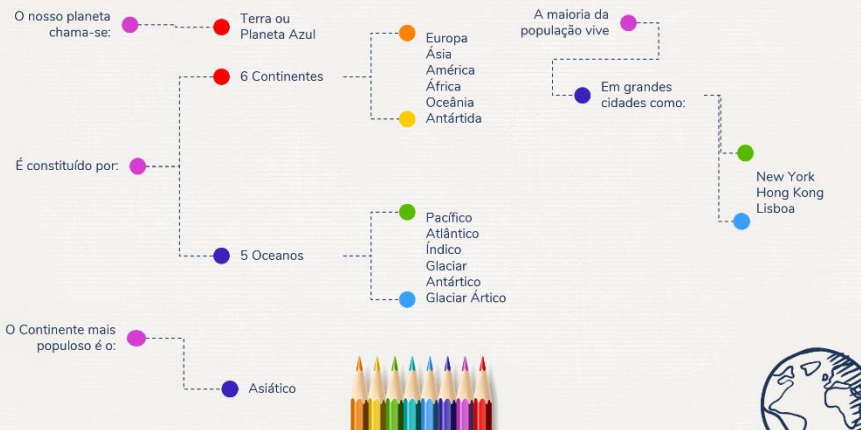 O nosso planeta
chama-se:
Terra ou
Planeta Azul
É constituído por:
6 Continentes
Europa
Ásia
América
África
Oceânia
Antártida
5 Oceanos
Pacífico
Atlântico
Índico
Glaciar
Antártico
Glaciar Ártico
O Continente mais
populoso é o:
Asiático
A maioria da
população vive
Em grandes
cidades como:
New York
Hong Kong
Lisboa